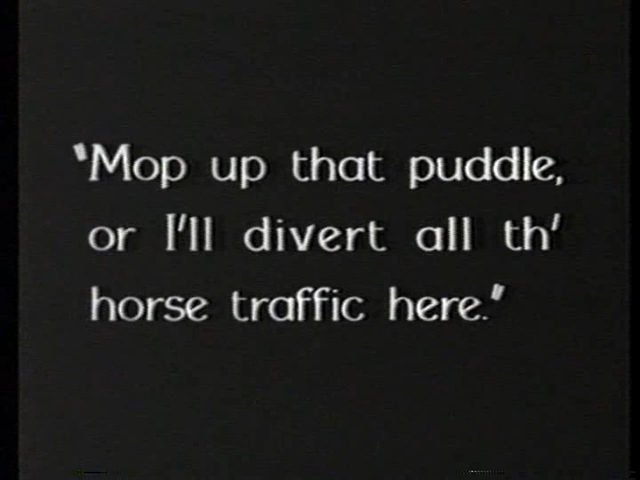 "Mop up that puddle,
or I'll divert all th'
horse traffic here."